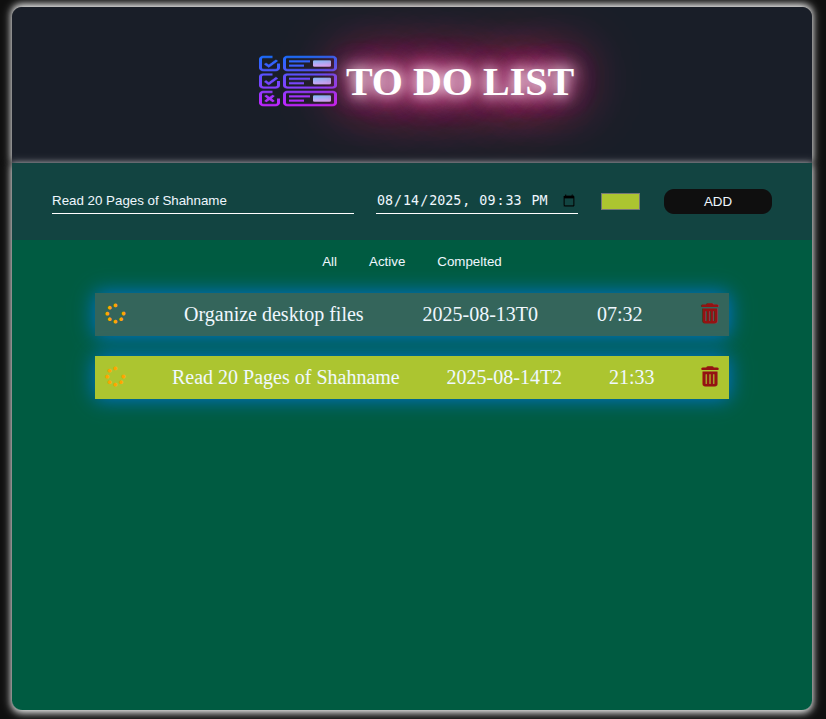 TO DO LIST
Read 20 Pages of Shahname 08/14/2025, 09:33 PM ADD
All Active Compelted
Organize desktop files 2025-08-13T0 07:32
Read 20 Pages of Shahname 2025-08-14T2 21:33